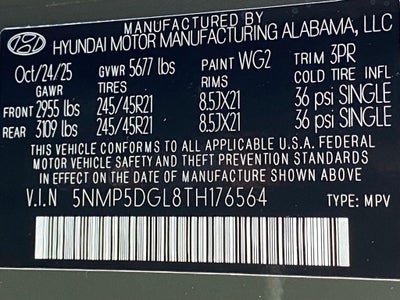 MANUFACTURED BY
HYUNDAI MOTOR MANUFACTURING ALABAMA, LLC
Oct/24/25 GVWR 5677 lbs PAINT WG2 TRIM 3PR
GAWR TIRES RIMS COLD TIRE INFL
FRONT 2955 lbs 245/45R21 8.5JX21 36 psi SINGLE
REAR 3109 lbs 245/45R21 8.5JX21 36 psi SINGLE
THIS VEHICLE CONFORMS TO ALL APPLICABLE U.S.A. FEDERAL
MOTOR VEHICLE SAFETY AND THEFT PREVENTION STANDARDS
IN EFFECT ON THE DATE OF MANUFACTURE SHOWN ABOVE
V.I.N 5NMP5DGL8TH176564
TYPE: MPV